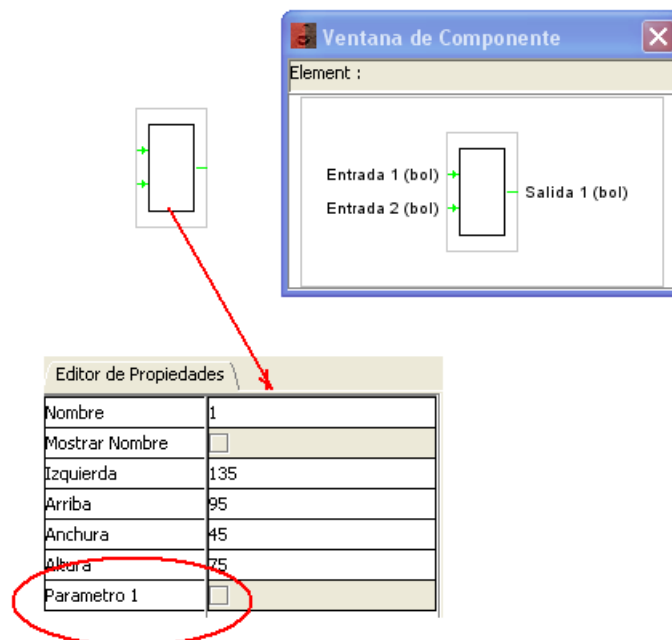 Ventana de Componente
Element :
Entrada 1 (bol)
Entrada 2 (bol)
Salida 1 (bol)
Editor de Propiedades
Nombre 1
Mostrar Nombre
Izquierda 135
Arriba 95
Anchura 45
Altura 75
Parametro 1